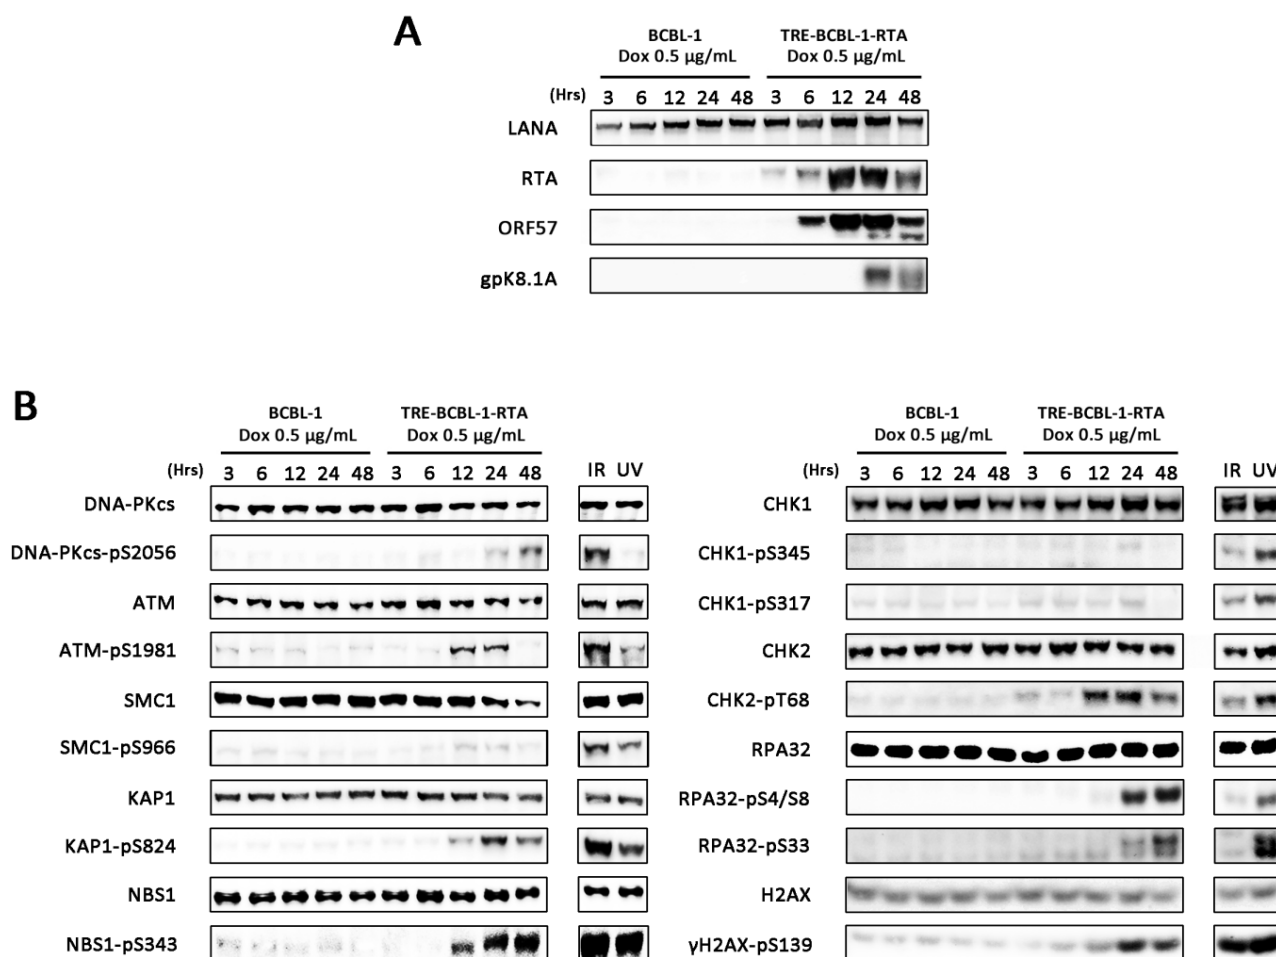 A
BCBL-1 TRE-BCBL-1-RTA
Dox 0.5 µg/mL Dox 0.5 µg/mL
(Hrs) 3 6 12 24 48 3 6 12 24 48
LANA
RTA
ORF57
gpK8.1A
B
BCBL-1 TRE-BCBL-1-RTA
Dox 0.5 µg/mL Dox 0.5 µg/mL
(Hrs) 3 6 12 24 48 3 6 12 24 48 IR UV
DNA-PKcs
DNA-PKcs-pS2056
ATM
ATM-pS1981
SMC1
SMC1-pS966
KAP1
KAP1-pS824
NBS1
NBS1-pS343
BCBL-1 TRE-BCBL-1-RTA
Dox 0.5 µg/mL Dox 0.5 µg/mL
(Hrs) 3 6 12 24 48 3 6 12 24 48 IR UV
CHK1
CHK1-pS345
CHK1-pS317
CHK2
CHK2-pT68
RPA32
RPA32-pS4/S8
RPA32-pS33
H2AX
γH2AX-pS139